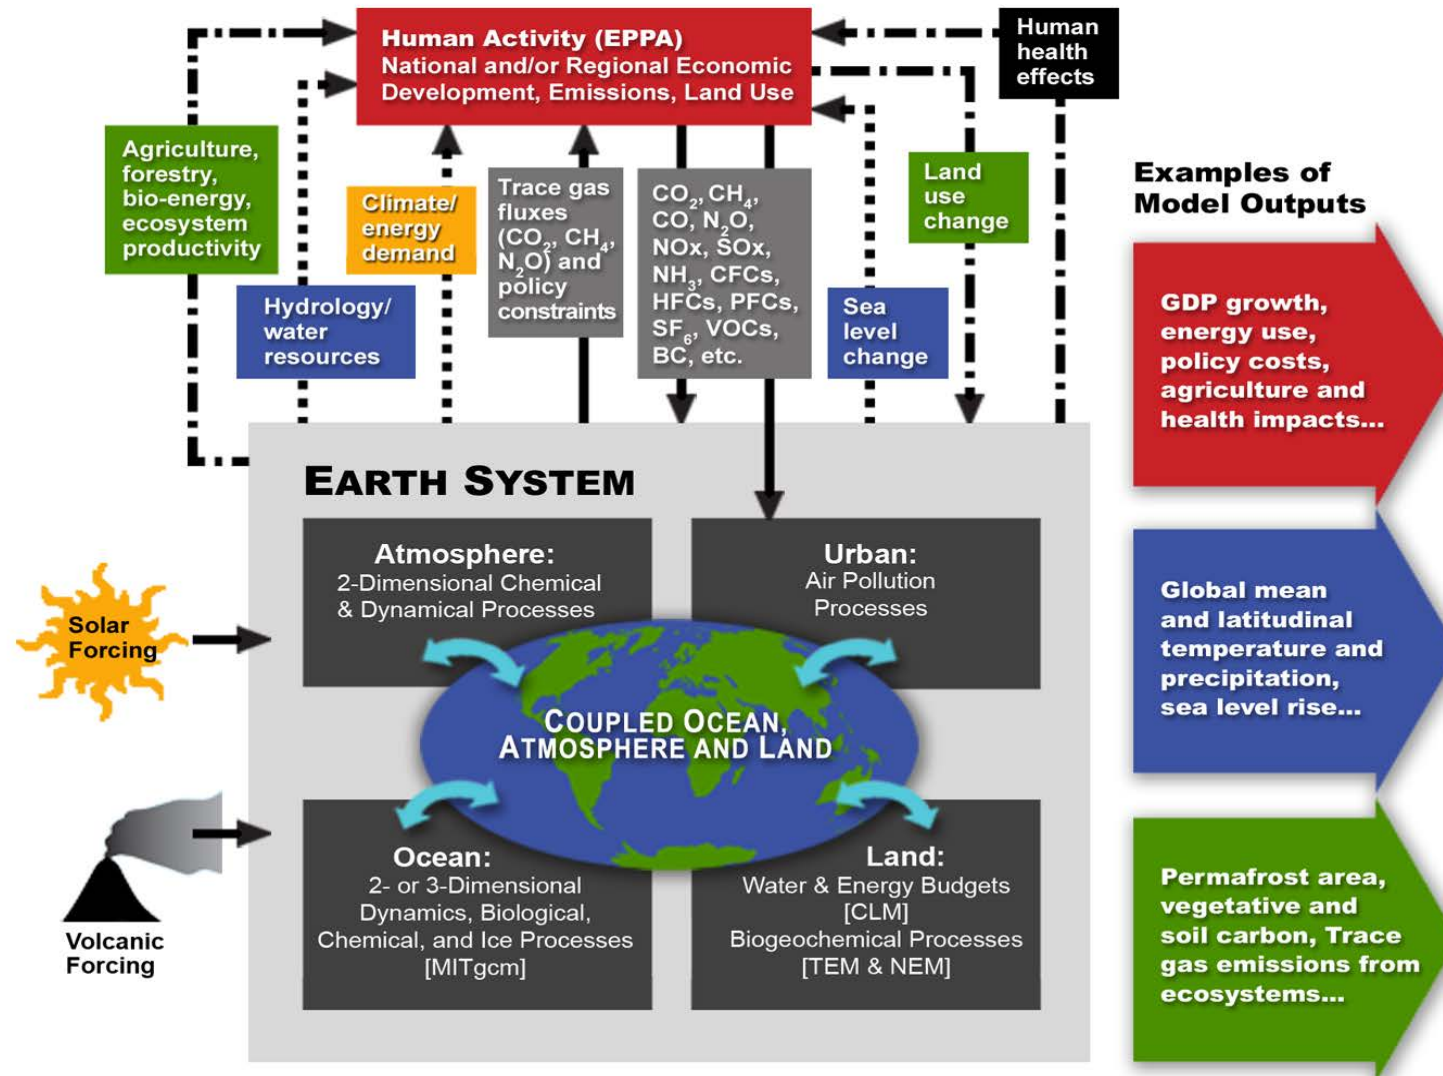 Human Activity (EPPA)
National and/or Regional Economic
Development, Emissions, Land Use
Human
health
effects
Agriculture,
forestry,
bio-energy,
ecosystem
productivity
Hydrology/
water
resources
Climate/
energy
demand
Trace gas
fluxes
(CO₂, CH₄,
N₂O) and
policy
constraints
CO₂, CH₄,
CO, N₂O,
NOx, SOx,
NH₃, CFCs,
HFCs, PFCs,
SF₆, VOCs,
BC, etc.
Sea
level
change
Land
use
change
EARTH SYSTEM
Atmosphere:
2-Dimensional Chemical
& Dynamical Processes
Urban:
Air Pollution
Processes
Solar
Forcing
COUPLED OCEAN,
ATMOSPHERE AND LAND
Volcanic
Forcing
Ocean:
2- or 3-Dimensional
Dynamics, Biological,
Chemical, and Ice Processes
[MITgcm]
Land:
Water & Energy Budgets
[CLM]
Biogeochemical Processes
[TEM & NEM]
Examples of
Model Outputs
GDP growth,
energy use,
policy costs,
agriculture and
health impacts...
Global mean
and latitudinal
temperature and
precipitation,
sea level rise...
Permafrost area,
vegetative and
soil carbon, Trace
gas emissions from
ecosystems...